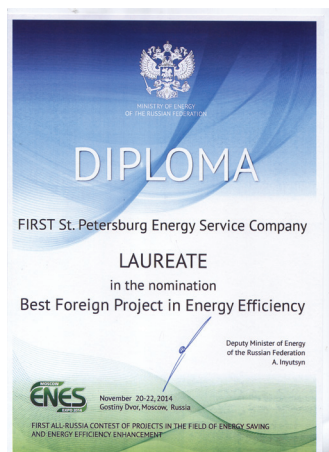 MINISTRY OF ENERGY
OF THE RUSSIAN FEDERATION
DIPLOMA
FIRST St. Petersburg Energy Service Company
LAUREATE
in the nomination
Best Foreign Project in Energy Efficiency
Deputy Minister of Energy
of the Russian Federation
A. Inyutsyn
MOSCOW
ENES
EXPO 2014
November 20-22, 2014
Gostiny Dvor, Moscow, Russia
FIRST ALL-RUSSIA CONTEST OF PROJECTS IN THE FIELD OF ENERGY SAVING
AND ENERGY EFFICIENCY ENHANCEMENT